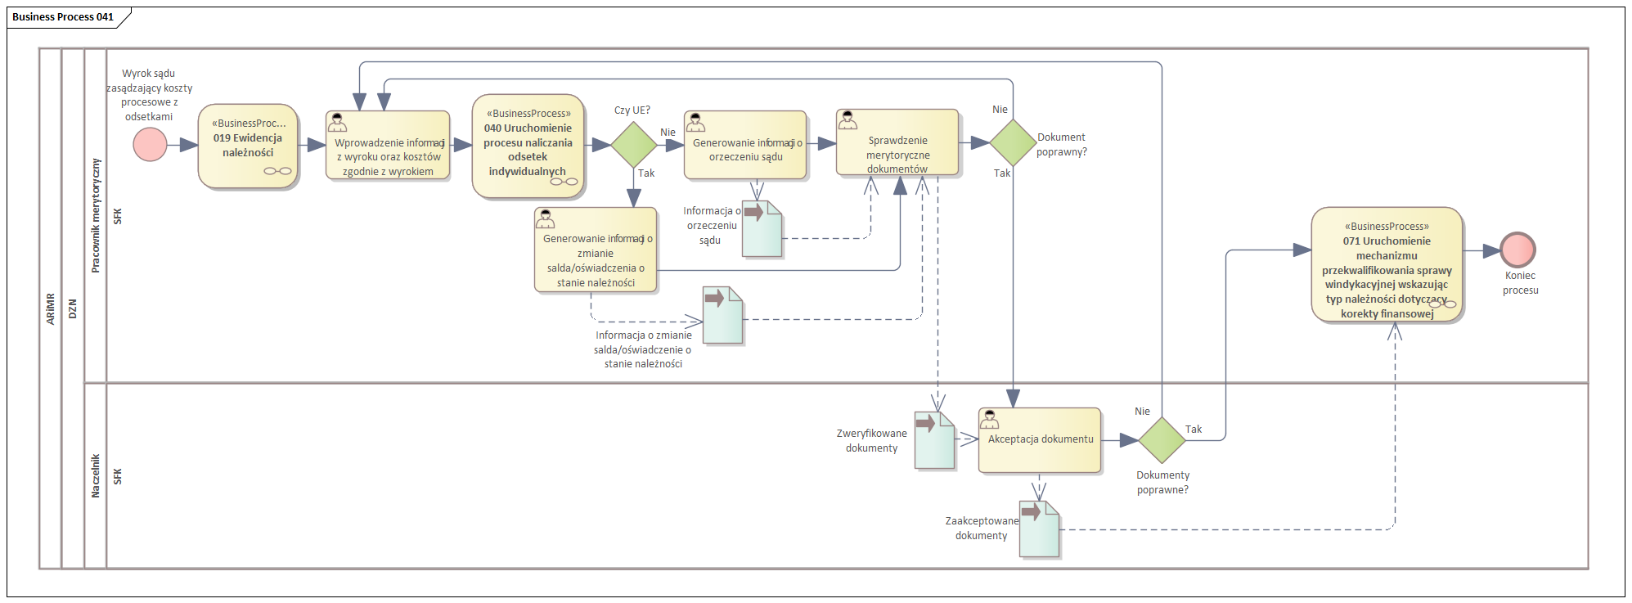 Business Process 041
ARiMR
DZN
Pracownik merytoryczny
SFK
Wyrok sądu
zasądzający koszty
procesowe z
odsetkami
«BusinessProc...
019 Ewidencja
należności
Wprowadzenie informacji
z wyroku oraz kosztów
zgodnie z wyrokiem
«BusinessProcess»
040 Uruchomienie
procesu naliczania
odsetek
indywidualnych
Czy UE?
Nie
Tak
Generowanie informacji o
orzeczeniu sądu
Sprawdzenie
merytoryczne
dokumentów
Nie
Dokument
poprawny?
Tak
Informacja o
orzeczeniu
sądu
Generowanie informacji o
zmianie
salda/oświadczenia o
stanie należności
Informacja o zmianie
salda/oświadczenie o
stanie należności
«BusinessProcess»
071 Uruchomienie
mechanizmu
przekwalifikowania sprawy
windykacyjnej wskazując
typ należności dotyczący
korekty finansowej
Koniec
procesu
Naczelnik
SFK
Zweryfikowane
dokumenty
Akceptacja dokumentu
Nie
Tak
Dokumenty
poprawne?
Zaakceptowane
dokumenty